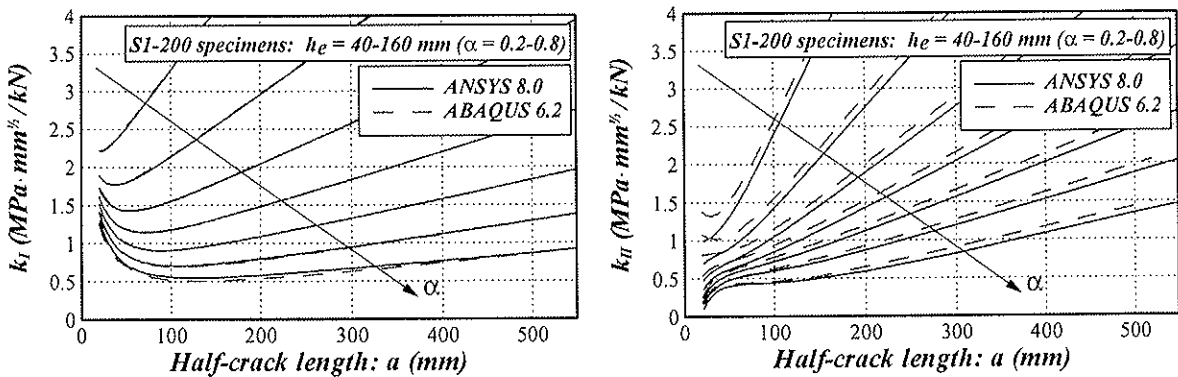 S1-200 specimens: he = 40-160 mm (α = 0.2-0.8)
ANSYS 8.0
ABAQUS 6.2
kI (MPa· mm½/kN)
4
3.5
3
2.5
2
1.5
1
0.5
0
α
0 100 200 300 400 500
Half-crack length: a (mm)
S1-200 specimens: he = 40-160 mm (α = 0.2-0.8)
ANSYS 8.0
ABAQUS 6.2
kII (MPa· mm½/kN)
4
3.5
3
2.5
2
1.5
1
0.5
0
α
0 100 200 300 400 500
Half-crack length: a (mm)